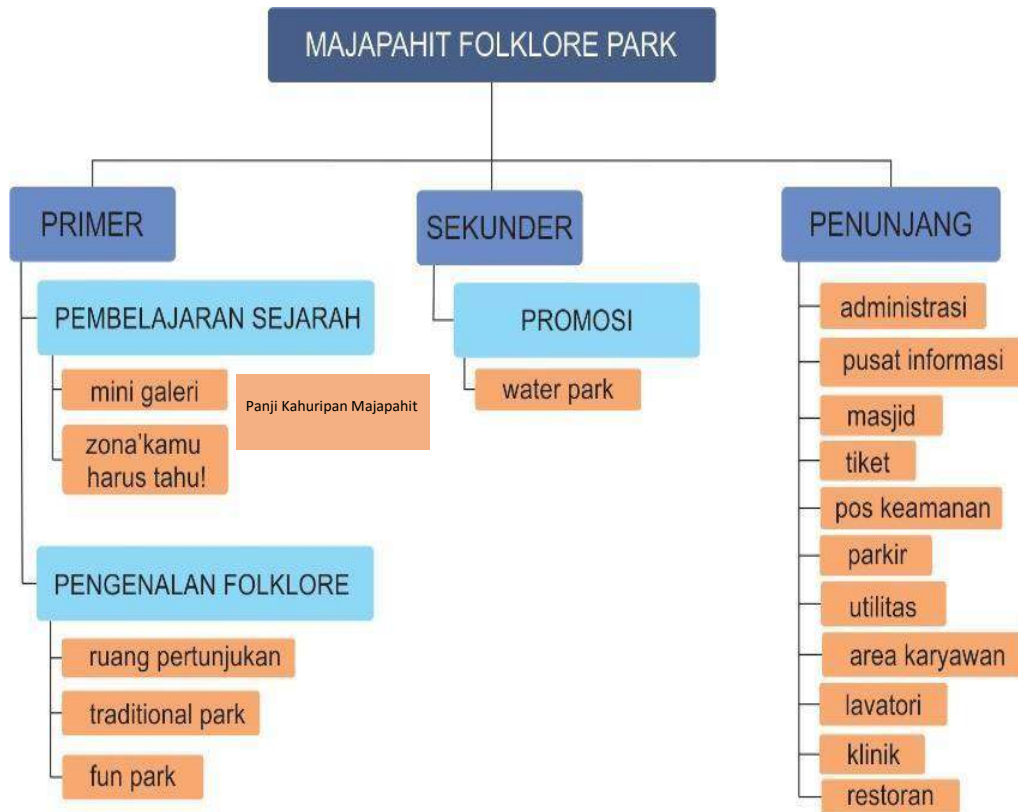 MAJAPAHIT FOLKLORE PARK
PRIMER
PEMBELAJARAN SEJARAH
mini galeri
Panji Kahuripan Majapahit
zona'kamu
harus tahu!
PENGENALAN FOLKLORE
ruang pertunjukan
traditional park
fun park
SEKUNDER
PROMOSI
water park
PENUNJANG
administrasi
pusat informasi
masjid
tiket
pos keamanan
parkir
utilitas
area karyawan
lavatori
klinik
restoran